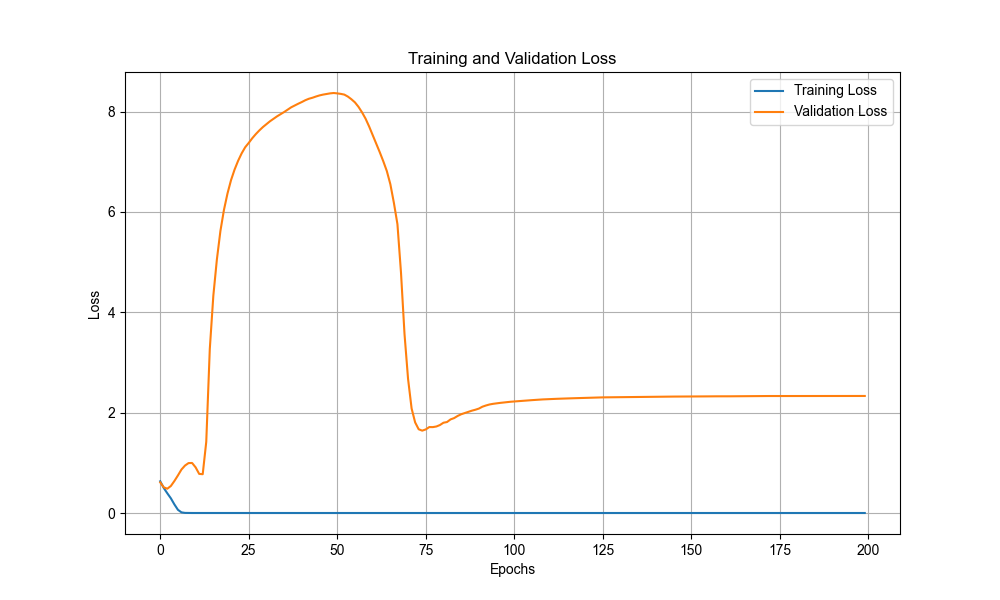 Training and Validation Loss
Training Loss
Validation Loss
8
6
4
2
0
Loss
0 25 50 75 100 125 150 175 200
Epochs